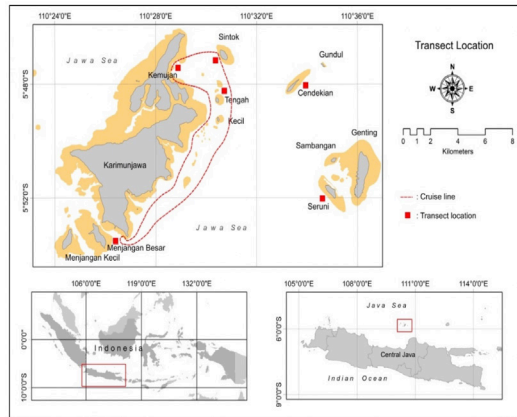 110°24'0"E
110°28'0"E
110°32'0"E
110°36'0"E
Java Sea
Sintok
Gundul
Transect Location
Kemujan
5°48'0"S
Cendekian
Tengah
N
W
E
S
Kecil
Genting
Sambangan
0 1 2 4 6 8
Kilometers
Karimunjawa
5°52'0"S
Seruni
: Cruise line
: Transect location
Java Sea
Menjangan Besar
Menjangan Kecil
106°0'0"E
119°0'0"E
132°0'0"E
0°0'0"
Indonesia
10°0'0"S
105°0'0"E
108°0'0"E
111°0'0"E
114°0'0"E
Java Sea
6°0'0"S
Central Java
Indian Ocean
9°0'0"S